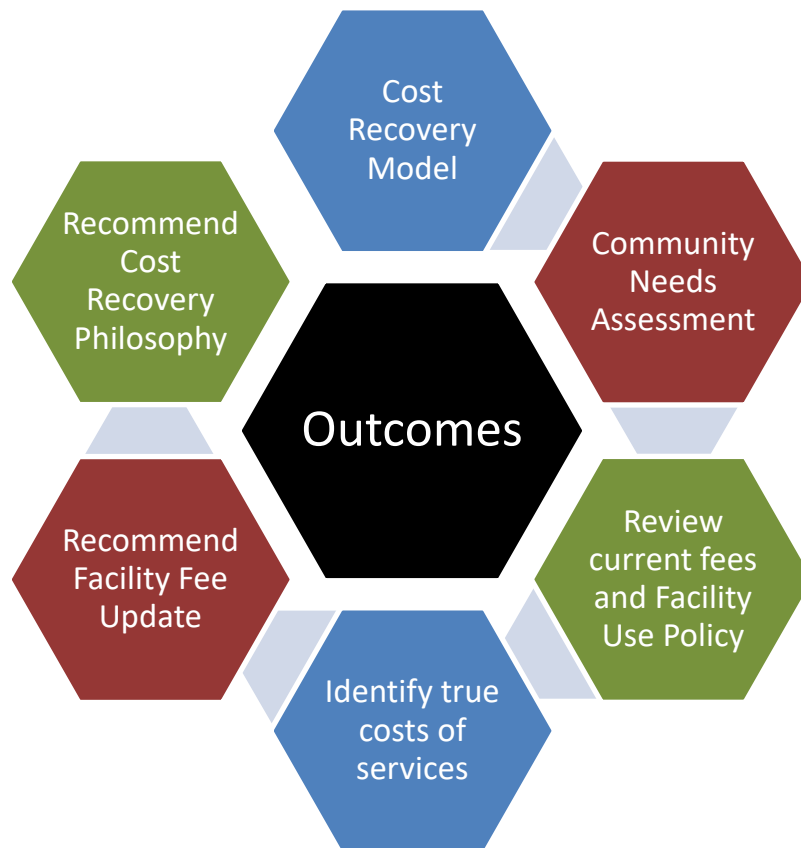 Cost
Recovery
Model
Community
Needs
Assessment
Review
current fees
and Facility
Use Policy
Identify true
costs of
services
Recommend
Facility Fee
Update
Recommend
Cost
Recovery
Philosophy
Outcomes